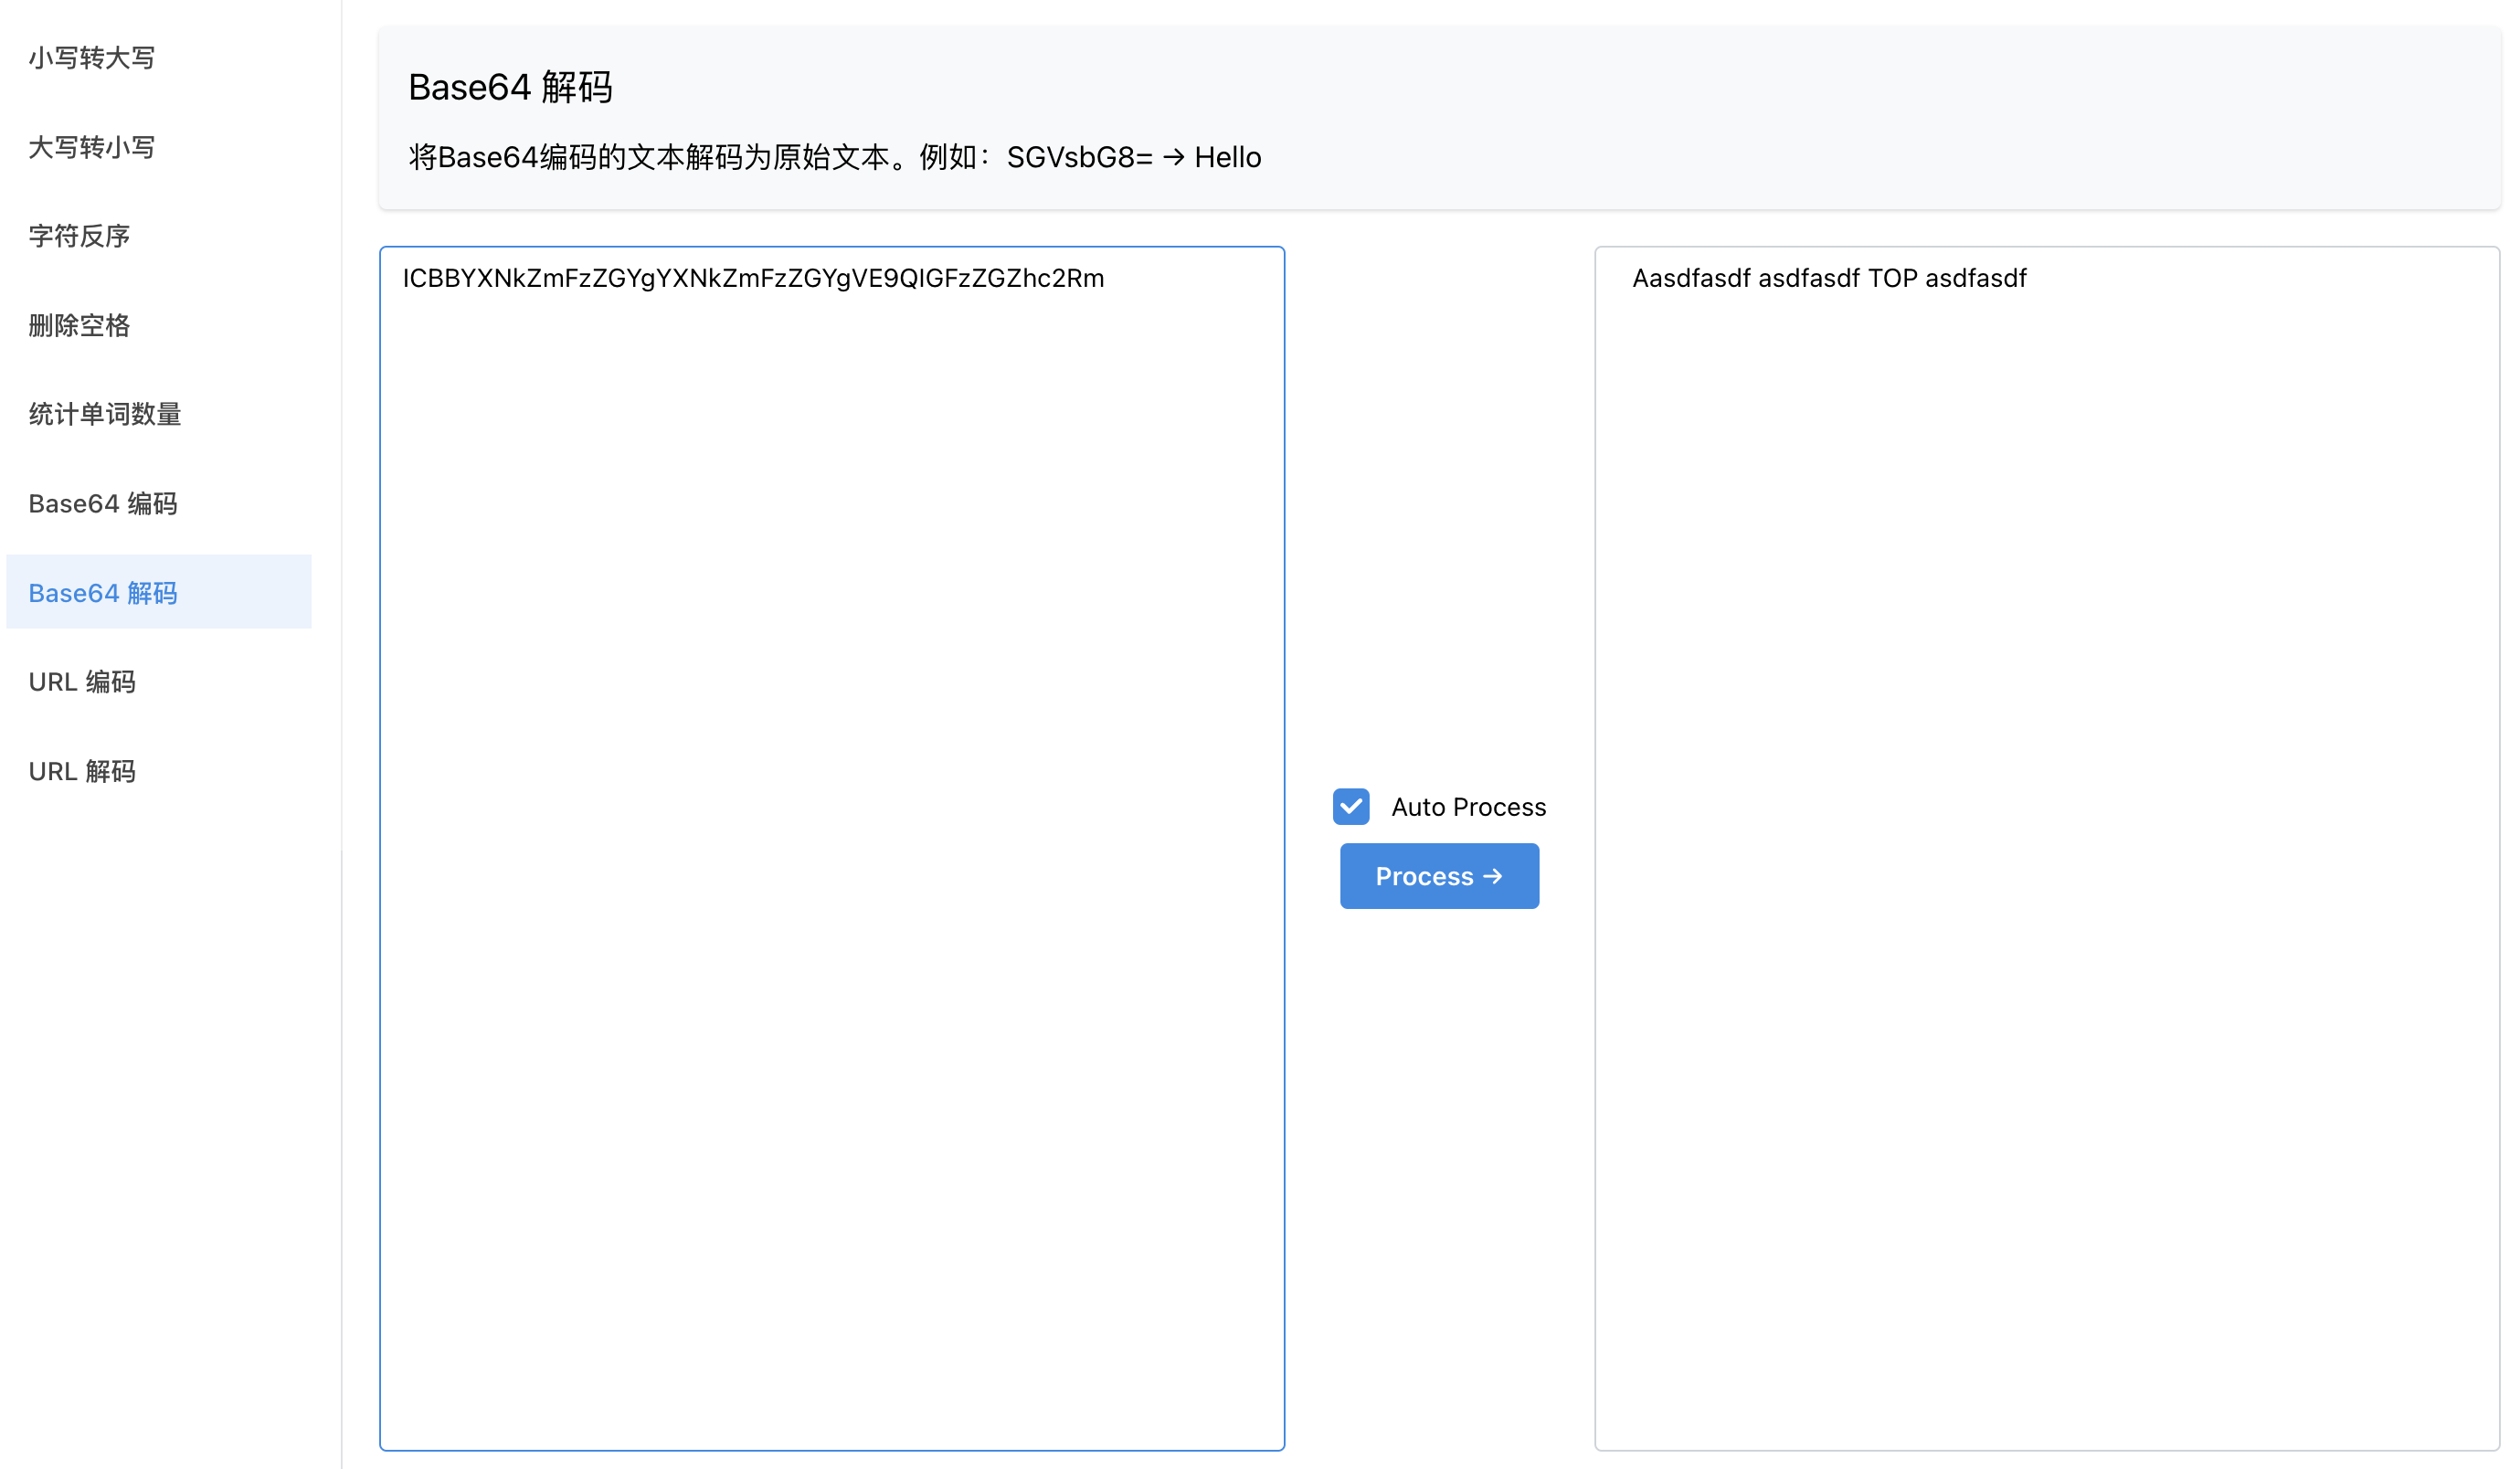 小写转大写
大写转小写
字符反序
删除空格
统计单词数量
Base64 编码
Base64 解码
URL 编码
URL 解码
Base64 解码
将Base64编码的文本解码为原始文本。例如：SGVsbG8= → Hello
ICBBYXNkZmFzZGYgYXNkZmFzZGYgVE9QIGFzZGZhc2Rm
Auto Process
Process →
Aasdfasdf asdfasdf TOP asdfasdf